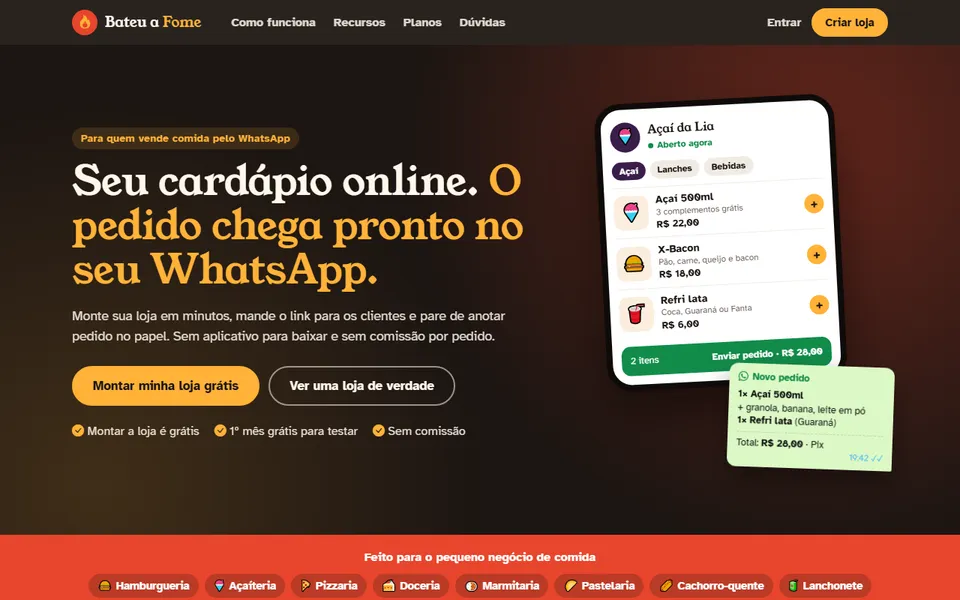 Bateu a Fome
Como funciona
Recursos
Planos
Dúvidas
Entrar
Criar loja
Para quem vende comida pelo WhatsApp
Seu cardápio online. O
pedido chega pronto no
seu WhatsApp.
Monte sua loja em minutos, mande o link para os clientes e pare de anotar
pedido no papel. Sem aplicativo para baixar e sem comissão por pedido.
Montar minha loja grátis
Ver uma loja de verdade
Montar a loja é grátis
1º mês grátis para testar
Sem comissão
Açaí da Lia
Aberto agora
Açaí
Lanches
Bebidas
Açaí 500ml
3 complementos grátis
R$ 22,00
+
X-Bacon
Pão, carne, queijo e bacon
R$ 18,00
+
Refri lata
Coca, Guaraná ou Fanta
R$ 6,00
+
2 itens
Enviar pedido · R$ 28,00
Novo pedido
1× Açaí 500ml
+ granola, banana, leite em pó
1× Refri lata (Guaraná)
Total: R$ 28,00 · Pix
19:42 ✓✓
Feito para o pequeno negócio de comida
Hamburgueria
Açaíteria
Pizzaria
Doceria
Marmitaria
Pastelaria
Cachorro-quente
Lanchonete